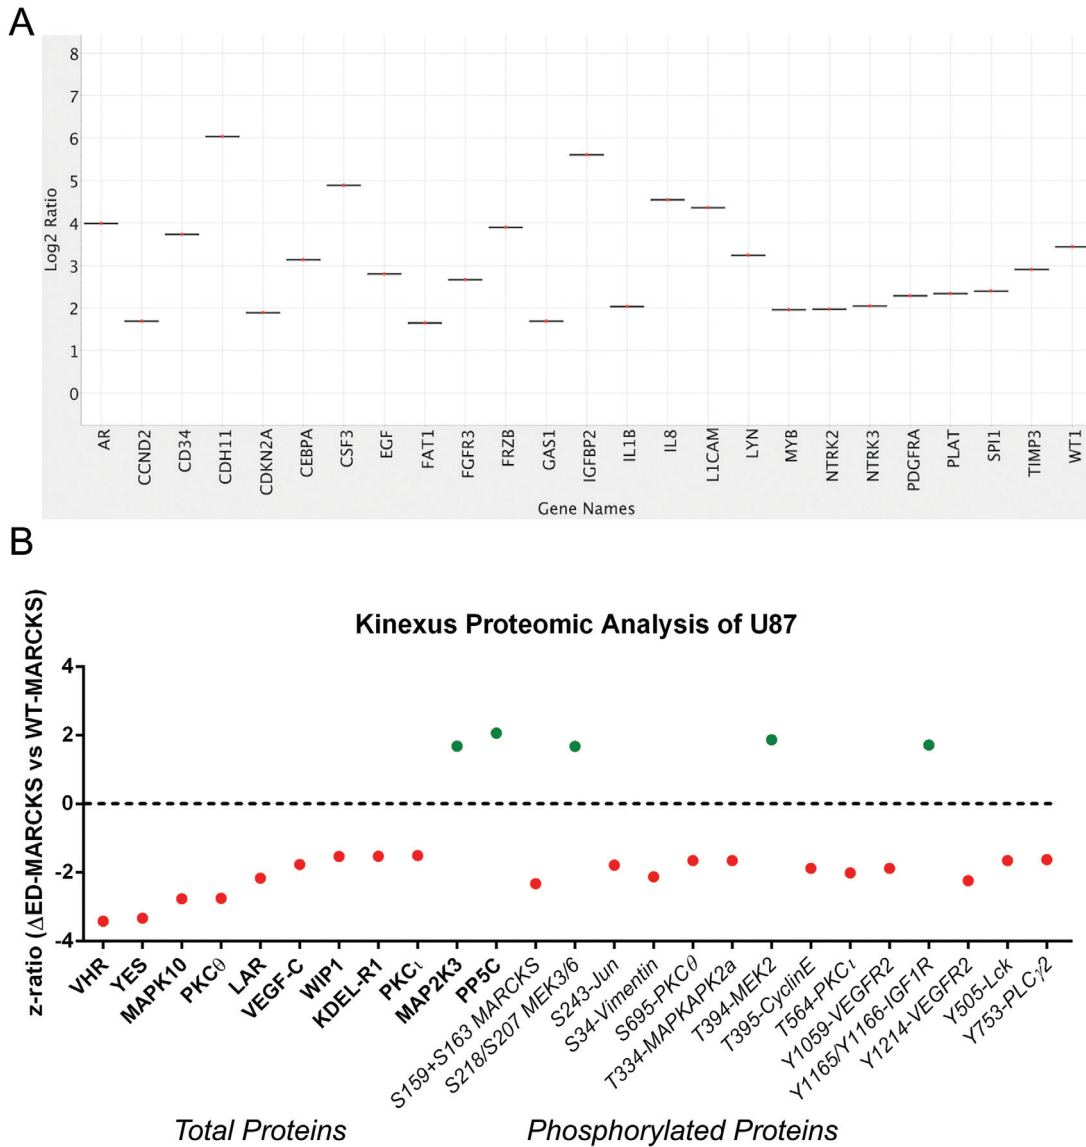 A
8
7
6
5
4
3
2
1
0
Log2 Ratio
AR
CCND2
CD34
CDH11
CDKN2A
CEBPA
CSF3
EGF
FAT1
FGFR3
FRZB
GAS1
IGFBP2
IL1B
IL8
L1CAM
LYN
MYB
NTRK2
NTRK3
PDGFRA
PLAT
SPI1
TIMP3
WT1
Gene Names
B
Kinexus Proteomic Analysis of U87
z-ratio (ΔED-MARCKS vs WT-MARCKS)
4
2
0
-2
-4
VHR
YES
MAPK10
PKCθ
LAR
VEGF-C
WIP1
KDEL-R1
PKCι
MAP2K3
PP5C
S159+S163 MARCKS
S218/S207 MEK3/6
S243-Jun
S34-Vimentin
S695-PKCθ
T334-MAPKAPK2a
T394-MEK2
T395-CyclinE
T564-PKCι
Y1059-VEGFR2
Y1165/Y1166-IGF1R
Y1214-VEGFR2
Y505-Lck
Y753-PLCγ2
Total Proteins
Phosphorylated Proteins